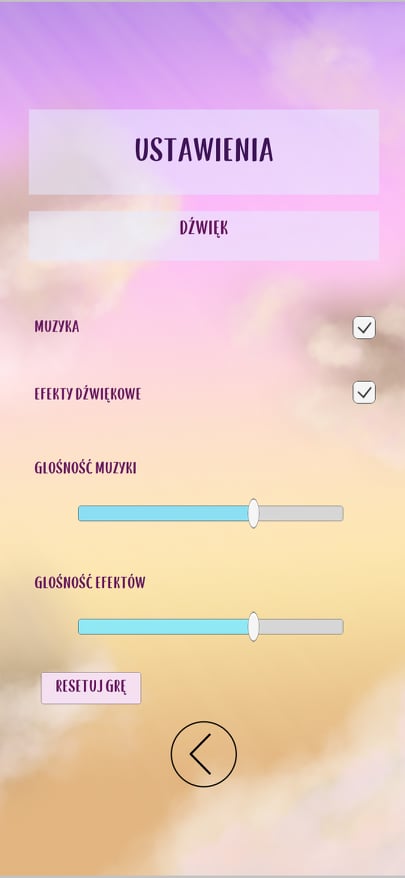 USTAWIENIA
DŹWIĘK
MUZYKA
EFEKTY DŹWIĘKOWE
GŁOŚNOŚĆ MUZYKI
GŁOŚNOŚĆ EFEKTÓW
RESETUJ GRĘ